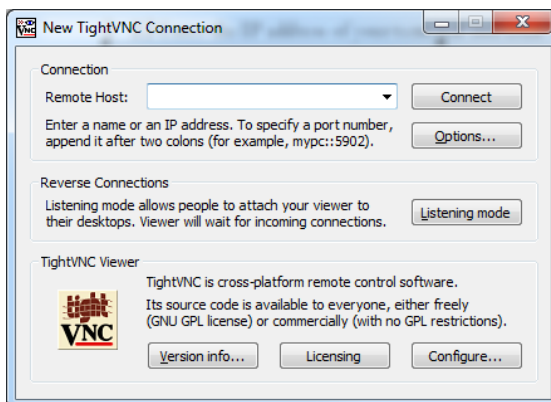 New TightVNC Connection
Connection
Remote Host:
Connect
Enter a name or an IP address. To specify a port number,
append it after two colons (for example, mypc::5902).
Options...
Reverse Connections
Listening mode allows people to attach your viewer to
their desktops. Viewer will wait for incoming connections.
Listening mode
TightVNC Viewer
TightVNC is cross-platform remote control software.
Its source code is available to everyone, either freely
(GNU GPL license) or commercially (with no GPL restrictions).
tight
VNC
Version info...
Licensing
Configure...